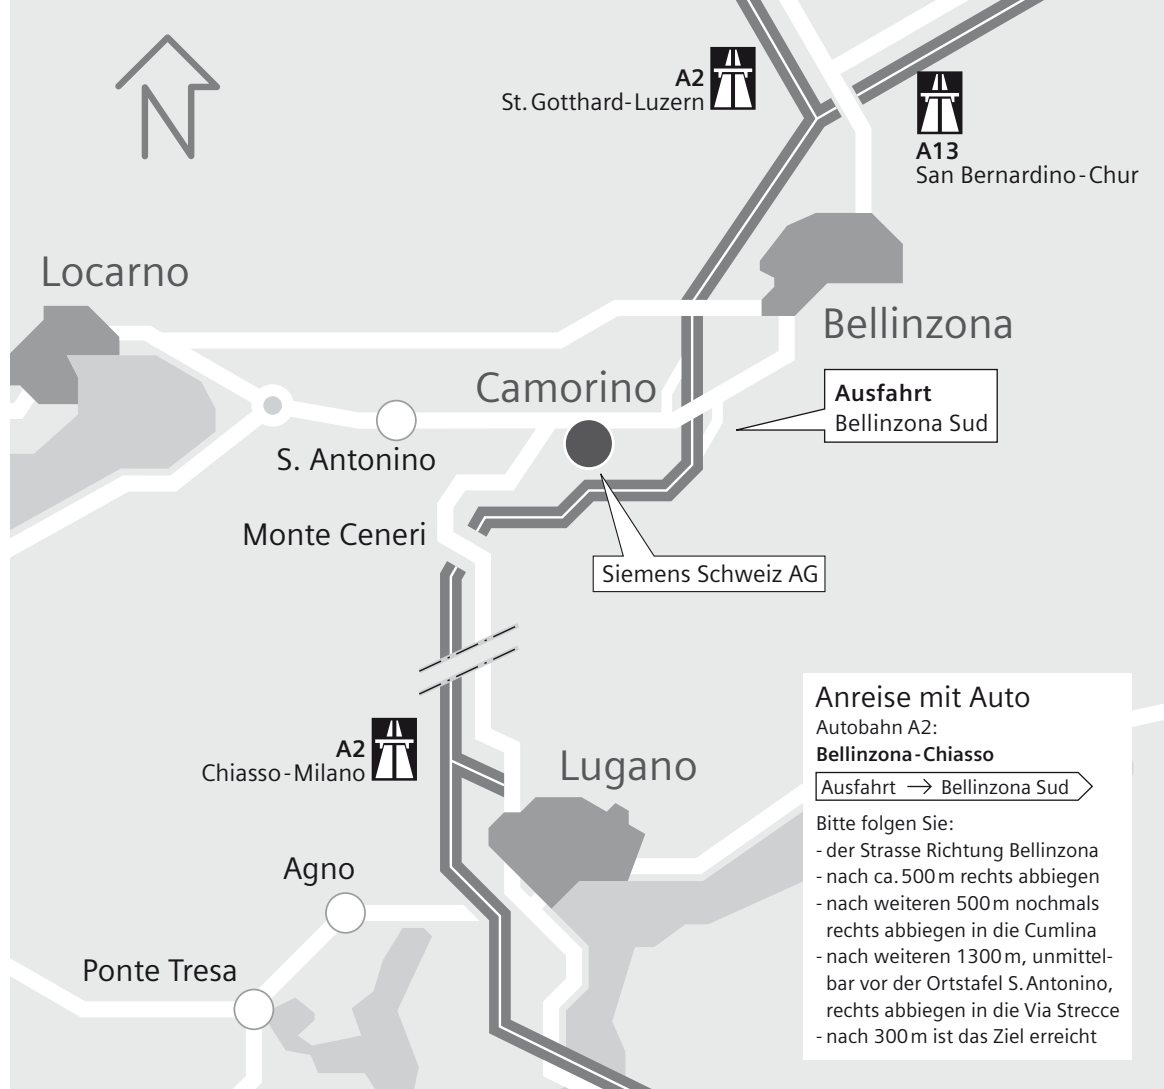 N
A2
St. Gotthard-Luzern
A13
San Bernardino-Chur
Locarno
Bellinzona
Camorino
Ausfahrt
Bellinzona Sud
S. Antonino
Monte Ceneri
Siemens Schweiz AG
A2
Chiasso-Milano
Lugano
Agno
Ponte Tresa
Anreise mit Auto
Autobahn A2:
Bellinzona-Chiasso
Ausfahrt → Bellinzona Sud
Bitte folgen Sie:
- der Strasse Richtung Bellinzona
- nach ca. 500 m rechts abbiegen
- nach weiteren 500 m nochmals
rechts abbiegen in die Cumlina
- nach weiteren 1300 m, unmittel-
bar vor der Ortstafel S. Antonino,
rechts abbiegen in die Via Strecce
- nach 300 m ist das Ziel erreicht